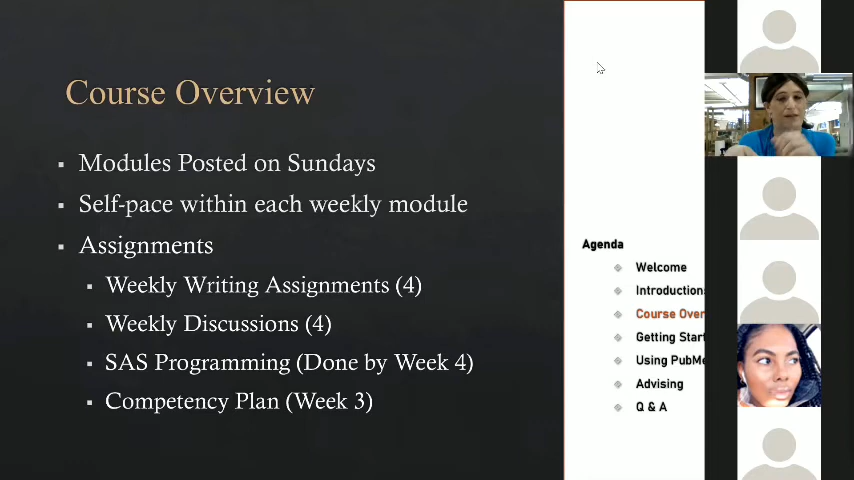 Course Overview
Modules Posted on Sundays
Self-pace within each weekly module
Assignments
Weekly Writing Assignments (4)
Weekly Discussions (4)
SAS Programming (Done by Week 4)
Competency Plan (Week 3)
Agenda
Welcome
Introduction
Course Over
Getting Start
Using PubMe
Advising
Q & A